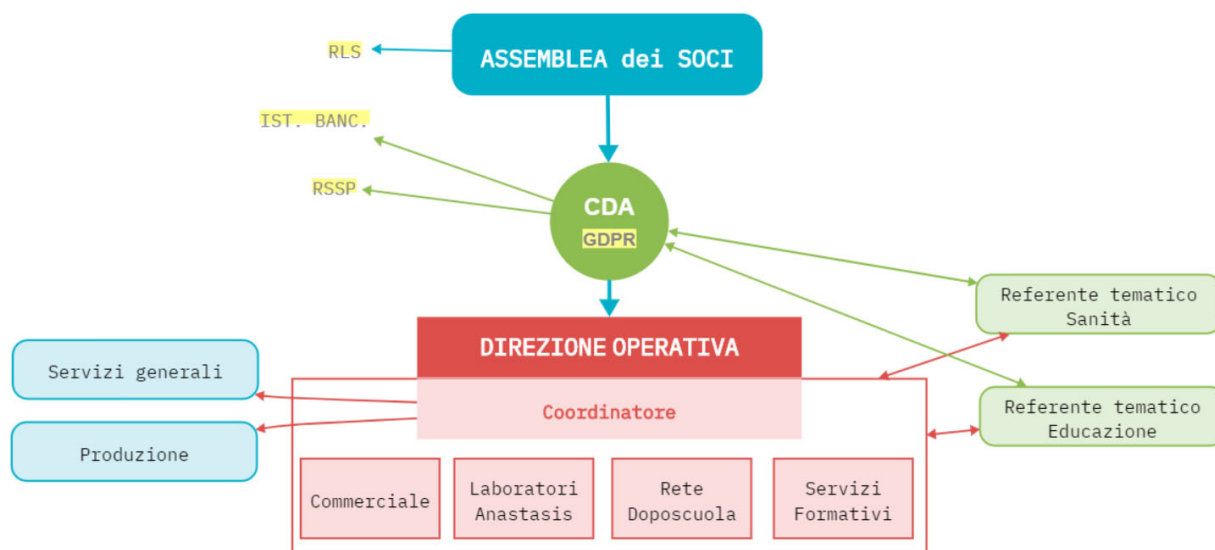 ASSEMBLEA dei SOCI
RLS
IST. BANC.
RSSP
CDA
GDPR
Referente tematico
Sanità
DIREZIONE OPERATIVA
Servizi generali
Coordinatore
Referente tematico
Educazione
Produzione
Commerciale
Laboratori
Anastasis
Rete
Doposcuola
Servizi
Formativi